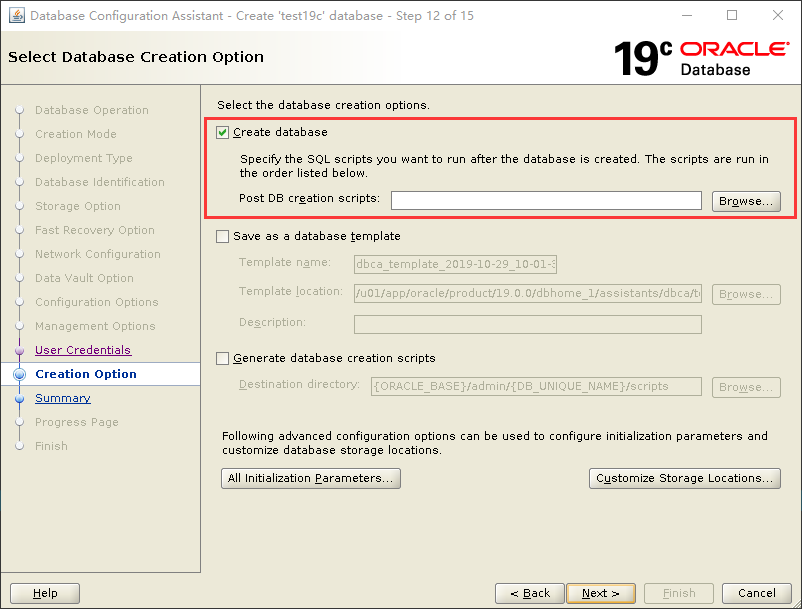 Database Configuration Assistant - Create 'test19c' database - Step 12 of 15
Select Database Creation Option
19c ORACLE
Database
Database Operation
Creation Mode
Deployment Type
Database Identification
Storage Option
Fast Recovery Option
Network Configuration
Data Vault Option
Configuration Options
Management Options
User Credentials
Creation Option
Summary
Progress Page
Finish
Select the database creation options.
Create database
Specify the SQL scripts you want to run after the database is created. The scripts are run in
the order listed below.
Post DB creation scripts:
Browse...
Save as a database template
Template name:
dbca_template_2019-10-29_10-01-3
Template location:
/u01/app/oracle/product/19.0.0/dbhome_1/assistants/dbca/te
Browse...
Description:
Generate database creation scripts
Destination directory:
{ORACLE_BASE}/admin/{DB_UNIQUE_NAME}/scripts
Browse...
Following advanced configuration options can be used to configure initialization parameters and
customize database storage locations.
All Initialization Parameters...
Customize Storage Locations...
Help
< Back
Next >
Finish
Cancel